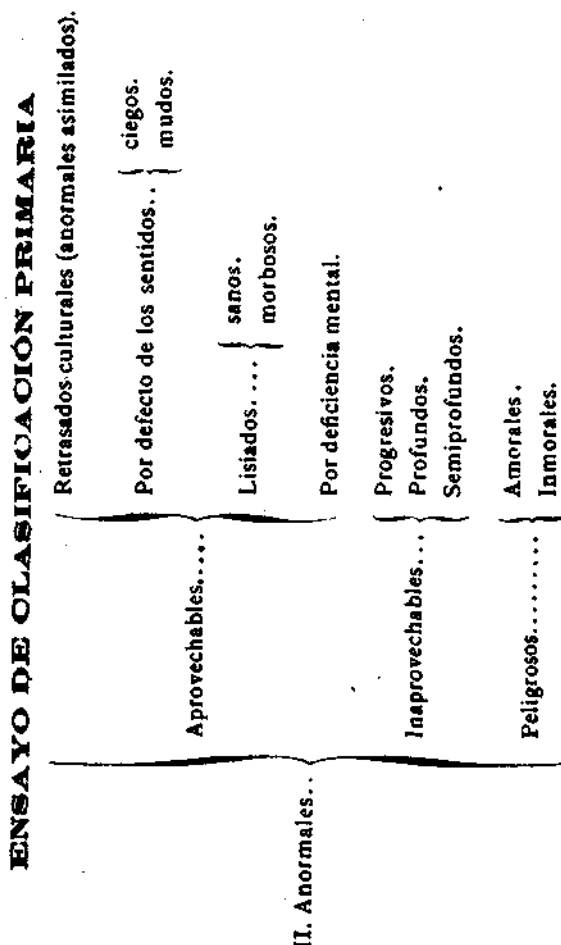 ENSAYO DE CLASIFICACIÓN PRIMARIA
Retrasados culturales (anormales asimilados).
Por defecto de los sentidos.. ciegos.
mudos.
Aprovechables.....
Lisiados.... sanos.
morbosos.
Por deficiencia mental.
II. Anormales..
Progresivos.
Inaprovechables... Profundos.
Semiprofundos.
Peligrosos......... Amorales.
Inmorales.